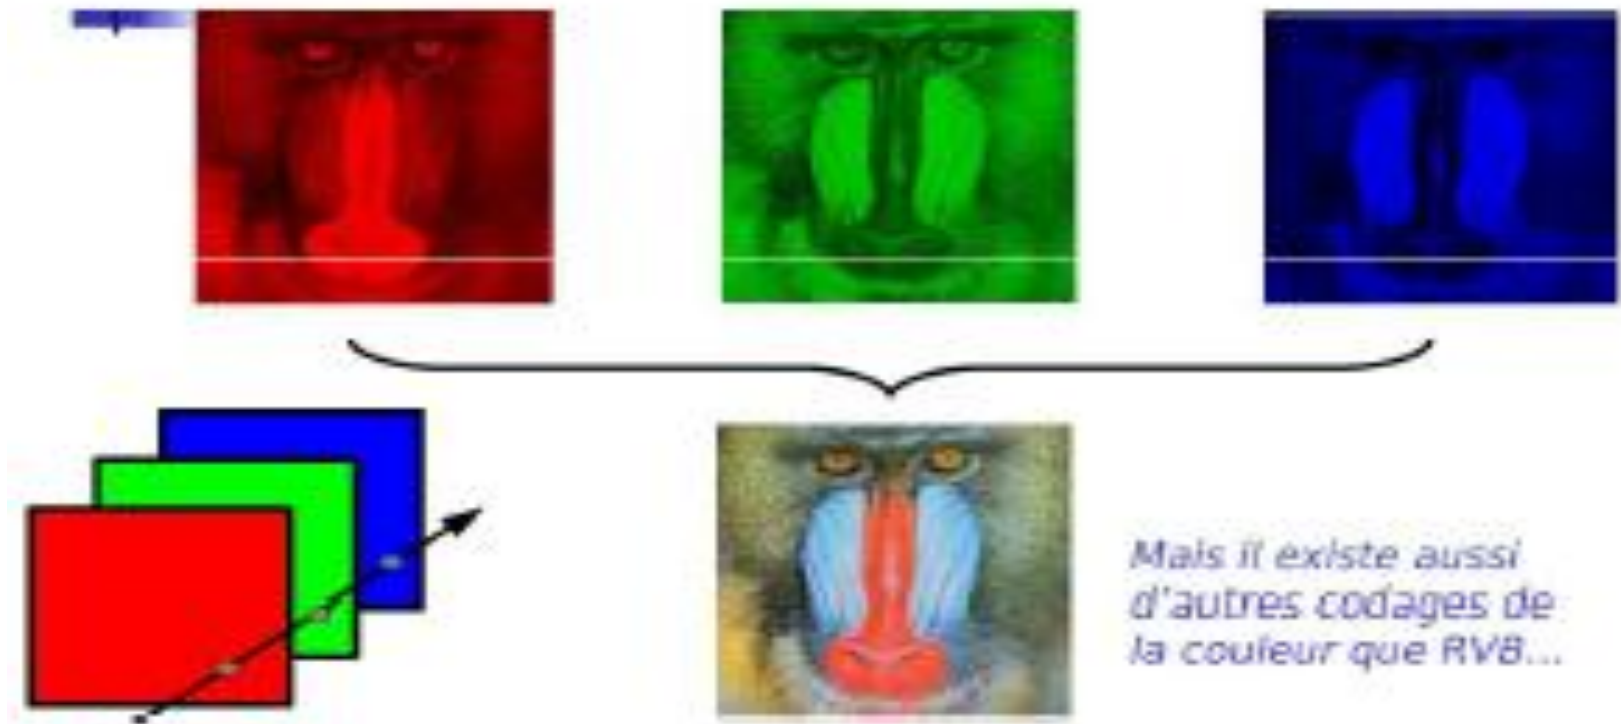 Mais il existe aussi
d'autres codages de
la couleur que RVB...